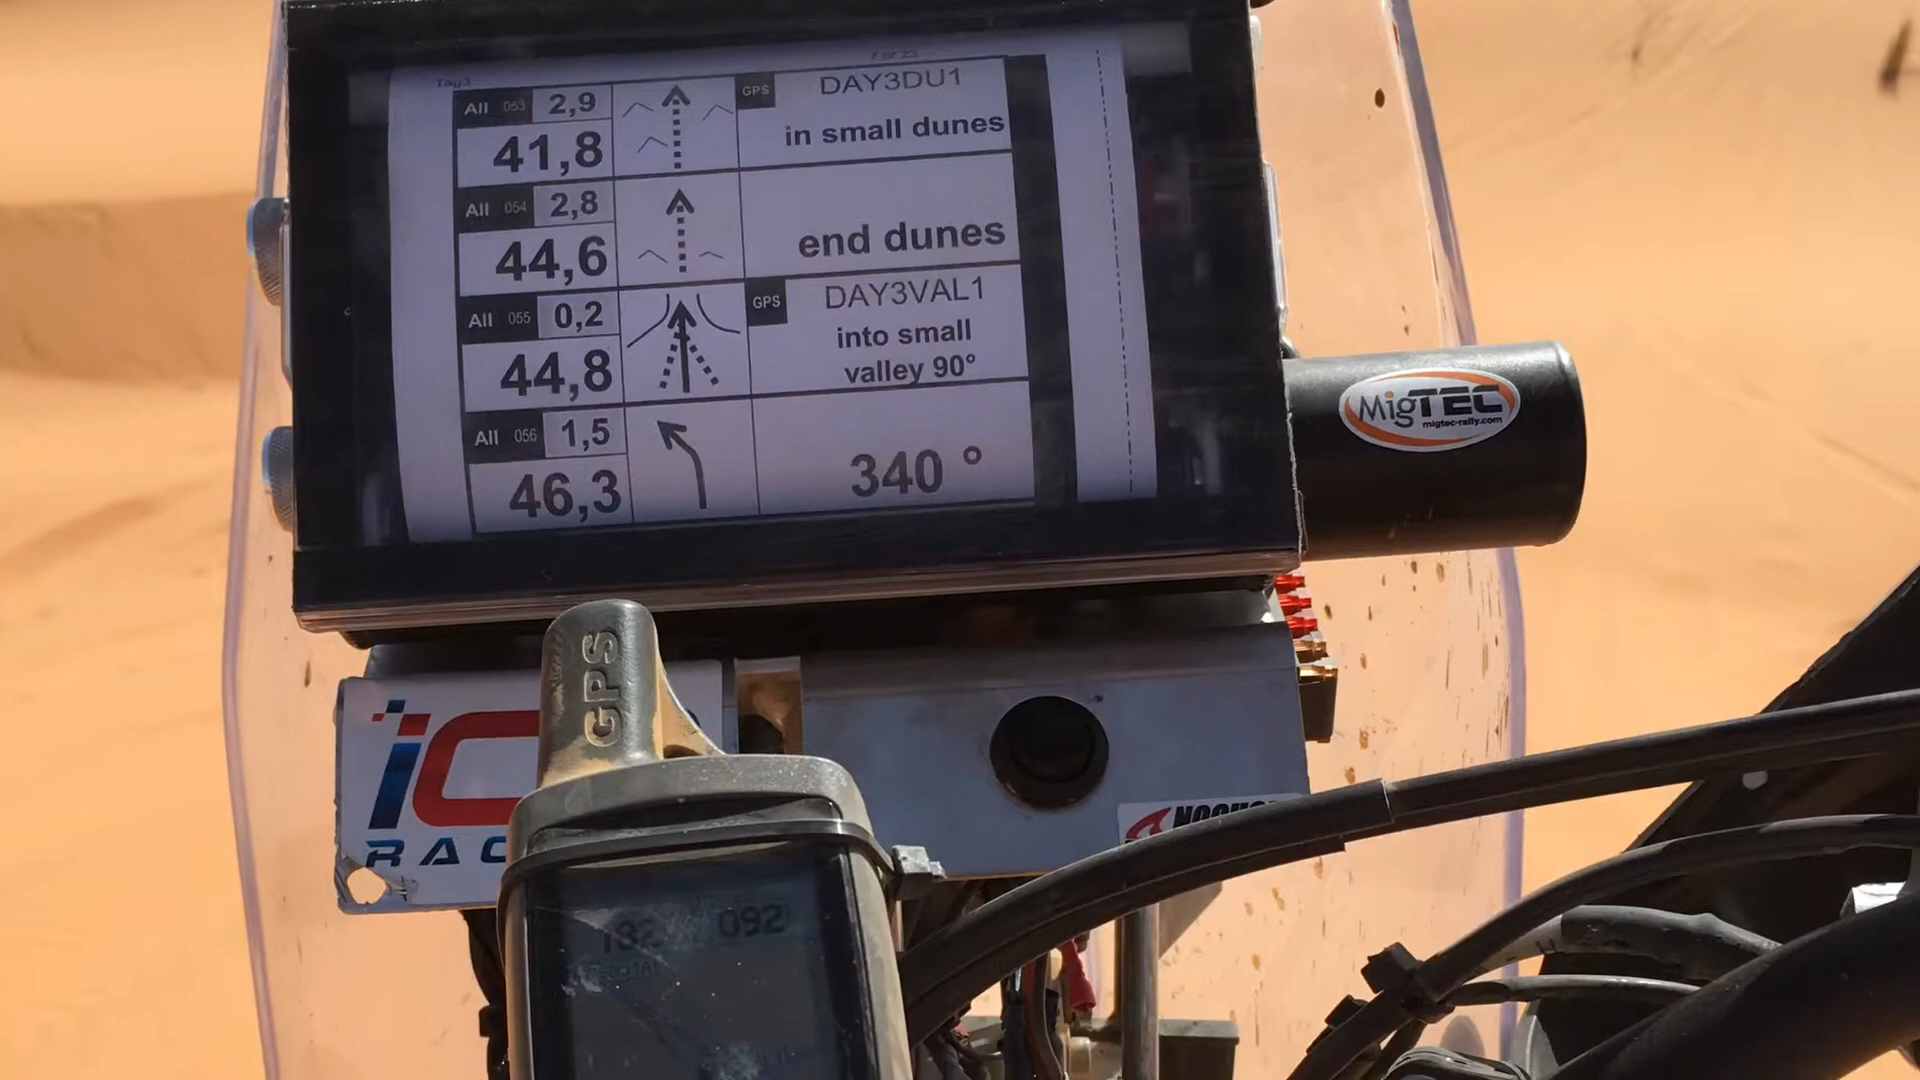 Tag3
All 053 2,9
41,8
GPS DAY3DU1
in small dunes
All 054 2,8
44,6
end dunes
All 055 0,2
44,8
GPS DAY3VAL1
into small
valley 90°
All 056 1,5
46,3
340 °
MigTEC
migtec-rally.com
GPS
092